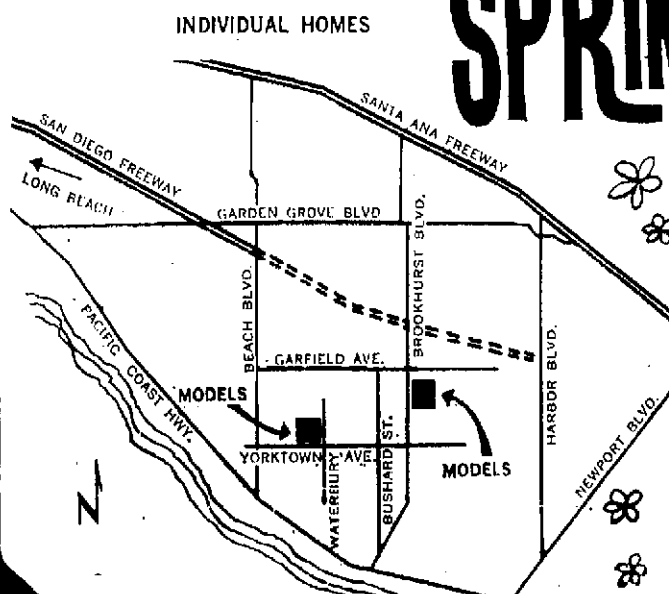 INDIVIDUAL HOMES
SPRIN
SANTA ANA FREEWAY
SAN DIEGO FREEWAY
LONG BEACH
GARDEN GROVE BLVD
BEACH BLVD.
BROOKHURST BLVD.
PACIFIC COAST HWY.
GARFIELD AVE.
HARBOR BLVD.
MODELS
MODELS
YORKTOWN AVE.
WATERBURY
BUSHARD ST.
NEWPORT BLVD.
N